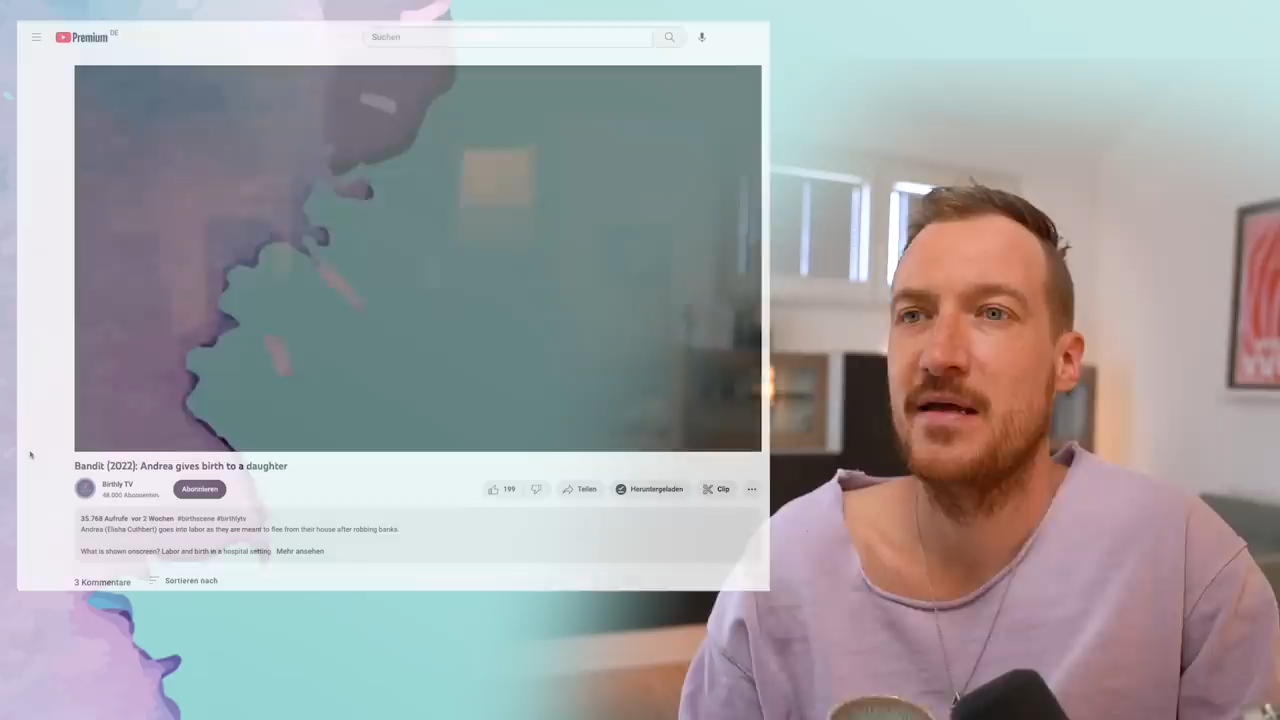 Premium DE
Suchen
Bandit (2022): Andrea gives birth to a daughter
Birthly TV
48.000 Abonnenten
Abonnieren
199
Teilen
Heruntergeladen
Clip
35.768 Aufrufe vor 2 Wochen #birthscene #birthlytv
Andrea (Elisha Cuthbert) goes into labor as they are meant to flee from their house after robbing banks.
What is shown onscreen? Labor and birth in a hospital setting Mehr ansehen
3 Kommentare
Sortieren nach